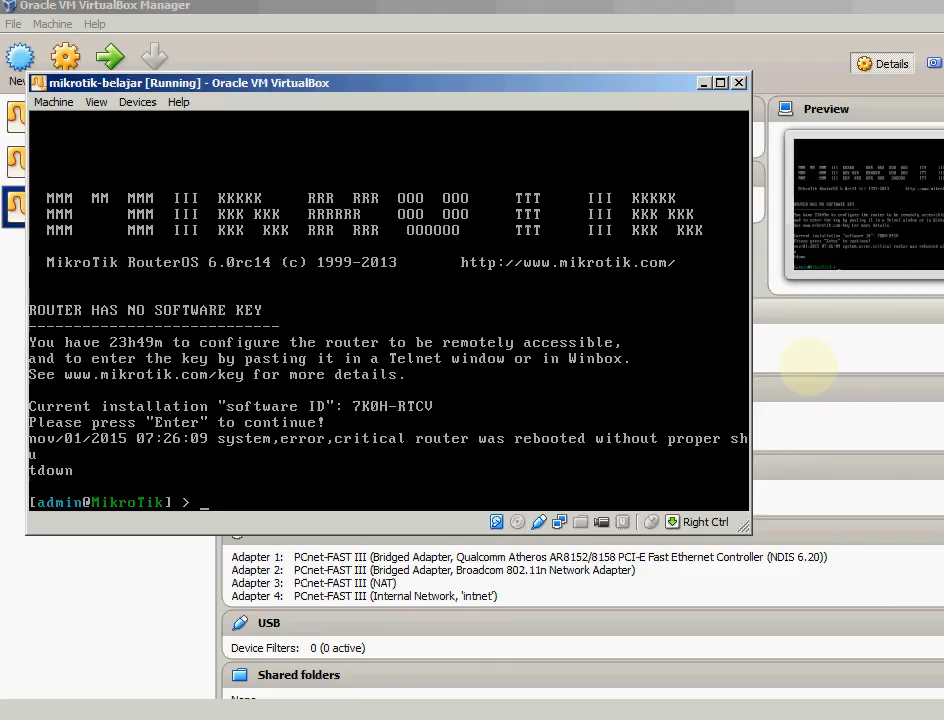 Oracle VM VirtualBox Manager
File Machine Help
New
Details
mikrotik-belajar [Running] - Oracle VM VirtualBox
Machine View Devices Help
Preview
MMM MM MMM III KKKKK RRR RRR OOO OOO TTT III KKKKK
MMM MMM III KKK KKK RRRRRR OOO OOO TTT III KKK KKK
MMM MMM III KKK KKK RRR RRR OOOOOO TTT III KKK KKK
MikroTik RouterOS 6.0rc14 (c) 1999-2013 http://www.mikrotik.com/
ROUTER HAS NO SOFTWARE KEY
----------------------------
You have 23h49m to configure the router to be remotely accessible,
and to enter the key by pasting it in a Telnet window or in Winbox.
See www.mikrotik.com/key for more details.
Current installation "software ID": 7K0H-RTCV
Please press "Enter" to continue!
nov/01/2015 07:26:09 system,error,critical router was rebooted without proper sh
u
tdown
[admin@MikroTik] > _
Right Ctrl
Adapter 1: PCnet-FAST III (Bridged Adapter, Qualcomm Atheros AR8152/8158 PCI-E Fast Ethernet Controller (NDIS 6.20))
Adapter 2: PCnet-FAST III (Bridged Adapter, Broadcom 802.11n Network Adapter)
Adapter 3: PCnet-FAST III (NAT)
Adapter 4: PCnet-FAST III (Internal Network, 'intnet')
USB
Device Filters: 0 (0 active)
Shared folders